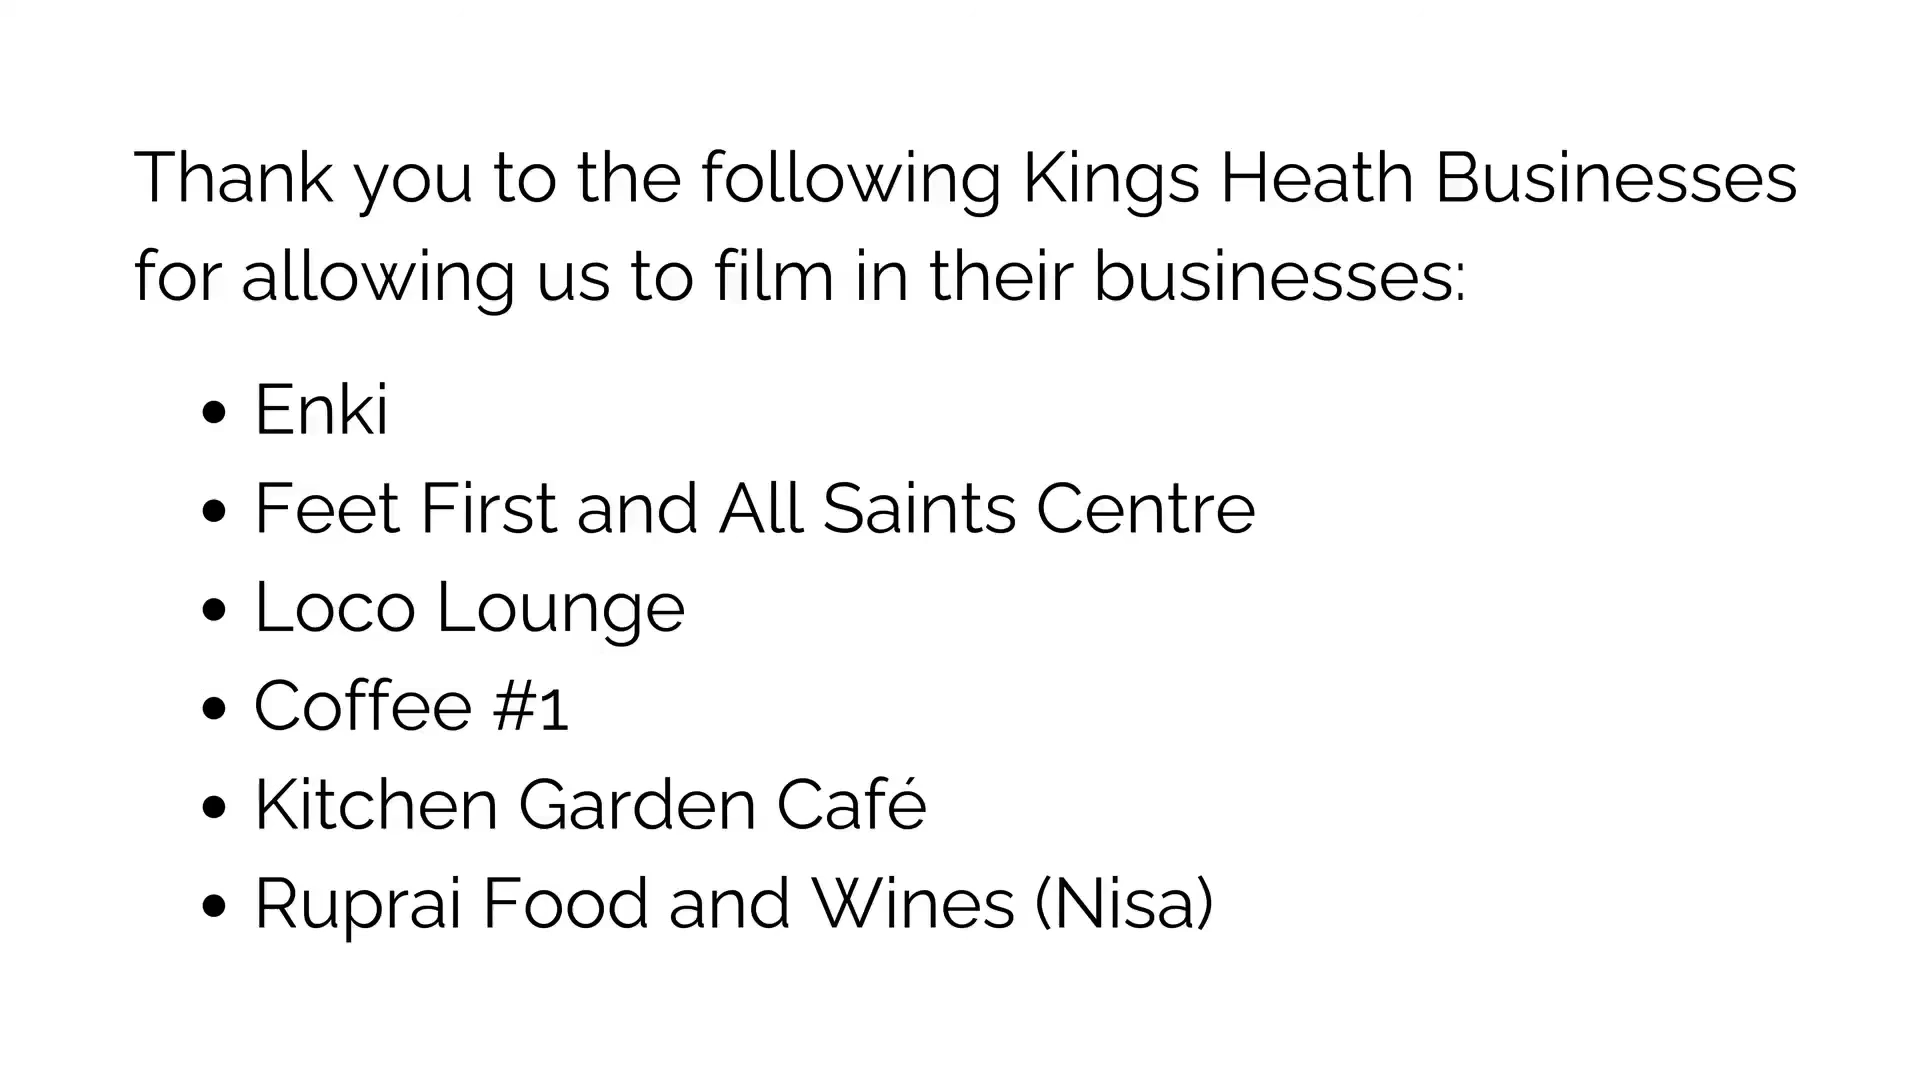 Thank you to the following Kings Heath Businesses
for allowing us to film in their businesses:
• Enki
• Feet First and All Saints Centre
• Loco Lounge
• Coffee #1
• Kitchen Garden Café
• Ruprai Food and Wines (Nisa)